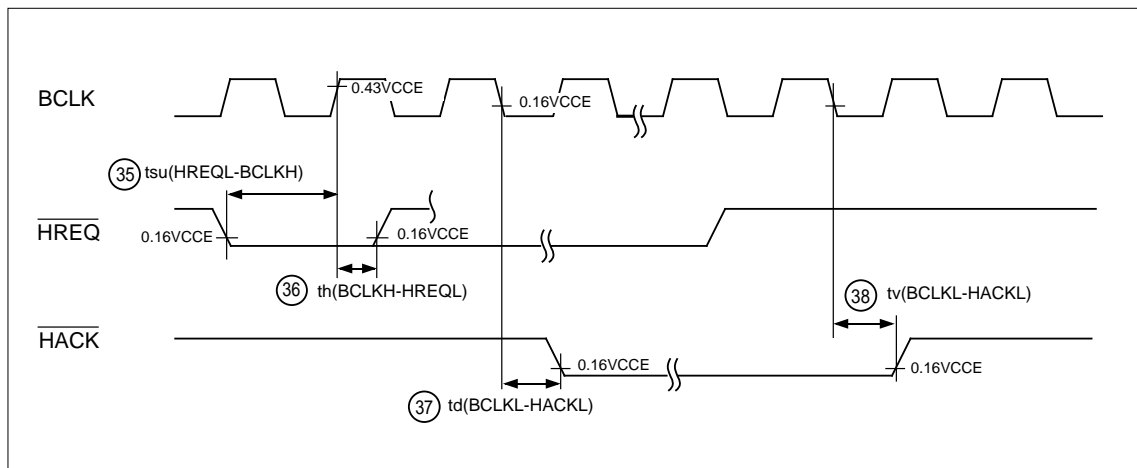 BCLK
0.43VCCE
0.16VCCE
35 tsu(HREQL-BCLKH)
HREQ
0.16VCCE
0.16VCCE
36 th(BCLKH-HREQL)
38 tv(BCLKL-HACKL)
HACK
0.16VCCE
0.16VCCE
37 td(BCLKL-HACKL)